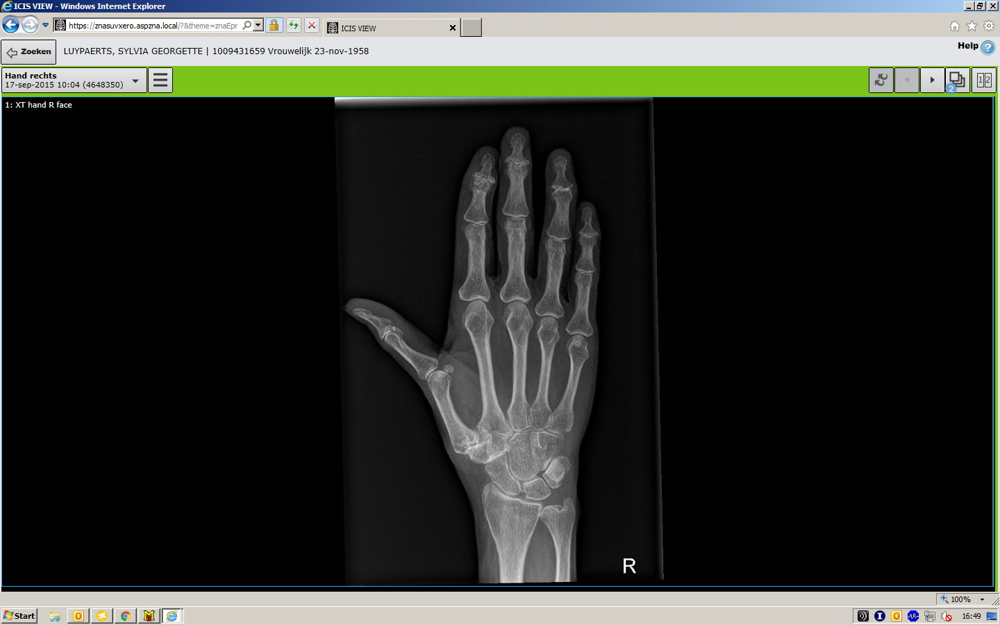 ICIS VIEW - Windows Internet Explorer
https://znasuvxero.aspzna.local/?&theme=znaEpr
ICIS VIEW
Zoeken
LUYPAERTS, SYLVIA GEORGETTE | 1009431659 Vrouwelijk 23-nov-1958
Help ?
Hand rechts
17-sep-2015 10:04 (4648350)
2
1 2
1: XT hand R face
R
100%
Start
16:49